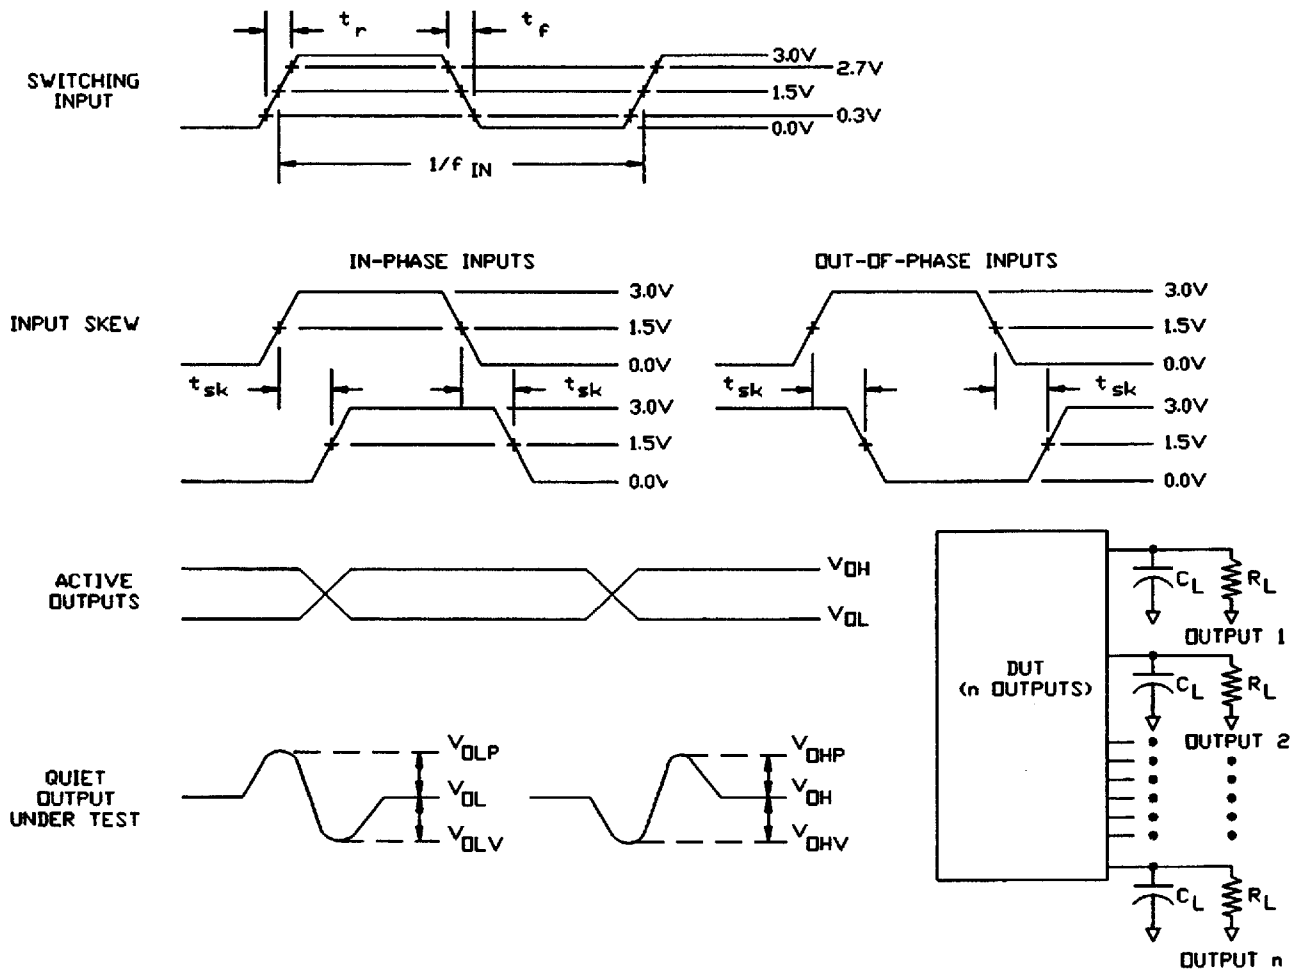 t r
t f
SWITCHING
INPUT
3.0V
2.7V
1.5V
0.3V
0.0V
1/f IN
IN-PHASE INPUTS
OUT-OF-PHASE INPUTS
INPUT SKEW
3.0V
1.5V
0.0V
3.0V
1.5V
0.0V
t sk
t sk
t sk
t sk
3.0V
1.5V
0.0V
3.0V
1.5V
0.0V
ACTIVE
OUTPUTS
V OH
V OL
DUT
(n OUTPUTS)
C L
R L
OUTPUT 1
C L
R L
OUTPUT 2
C L
R L
OUTPUT n
QUIET
OUTPUT
UNDER TEST
V OLP
V OL
V OLV
V OHP
V OH
V OHV